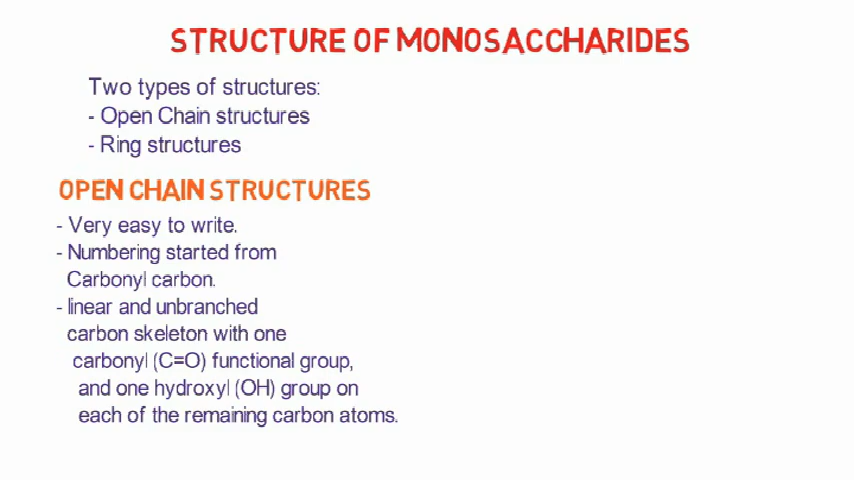 STRUCTURE OF MONOSACCHARIDES
Two types of structures:
- Open Chain structures
- Ring structures
OPEN CHAIN STRUCTURES
- Very easy to write.
- Numbering started from
Carbonyl carbon.
- linear and unbranched
carbon skeleton with one
carbonyl (C=O) functional group,
and one hydroxyl (OH) group on
each of the remaining carbon atoms.